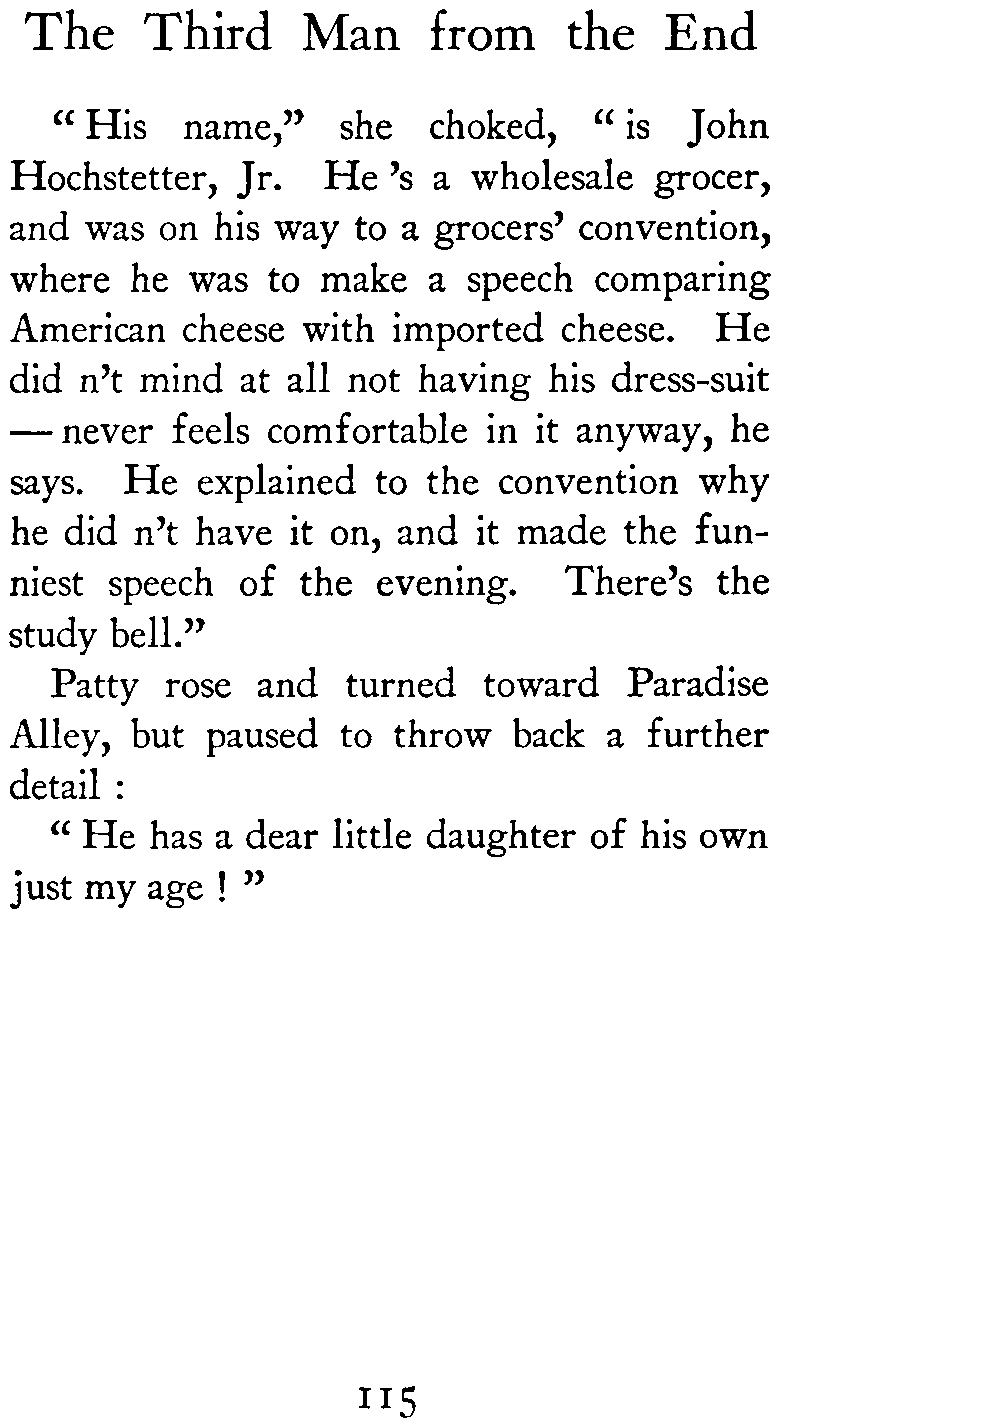 The Third Man from the End
“ His name,” she choked, “ is John
Hochstetter, Jr. He ’s a wholesale grocer,
and was on his way to a grocers’ convention,
where he was to make a speech comparing
American cheese with imported cheese. He
did n’t mind at all not having his dress-suit
— never feels comfortable in it anyway, he
says. He explained to the convention why
he did n’t have it on, and it made the fun-
niest speech of the evening. There’s the
study bell.”
Patty rose and turned toward Paradise
Alley, but paused to throw back a further
detail :
“ He has a dear little daughter of his own
just my age ! ”
115